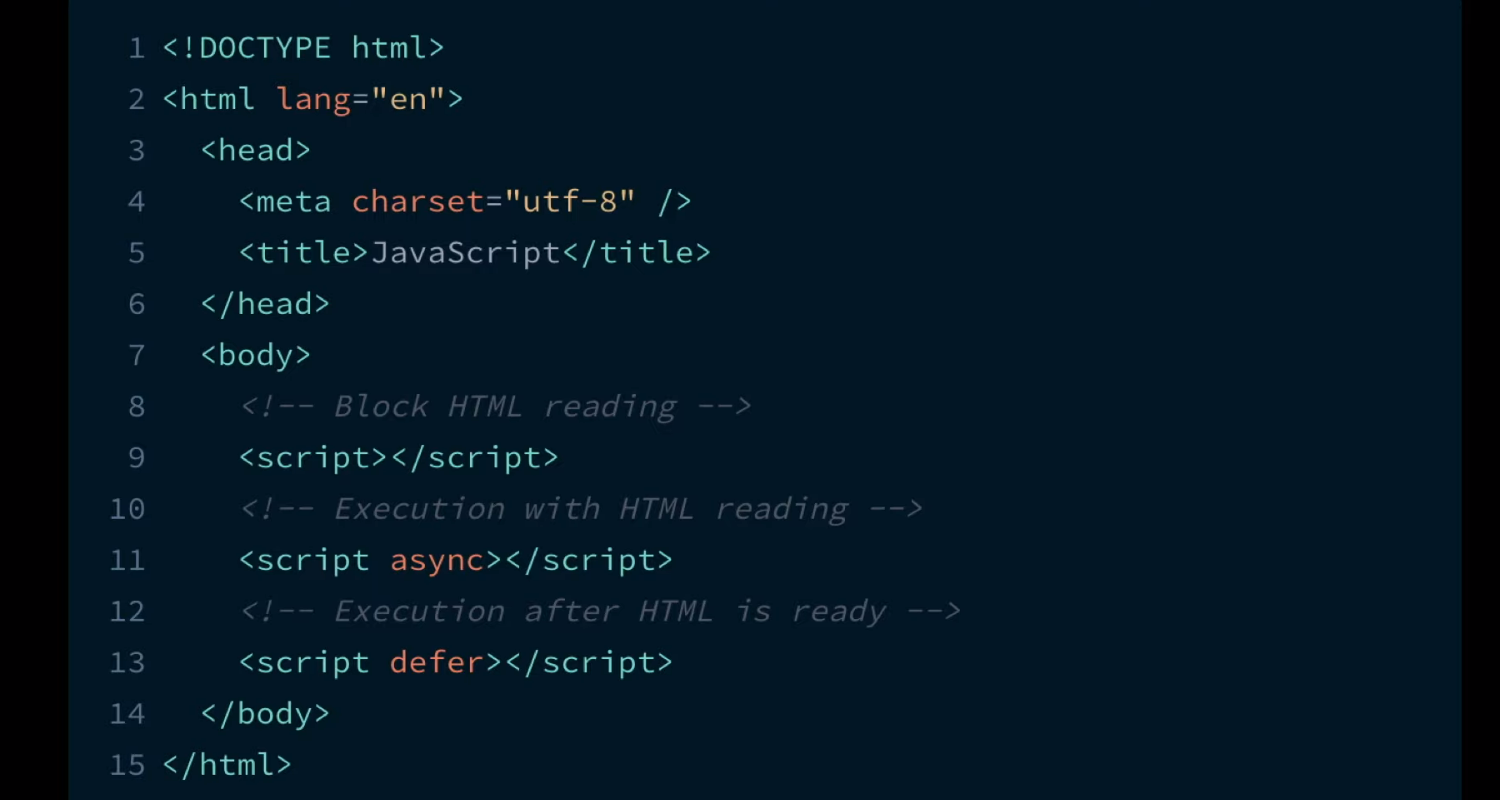 1 <!DOCTYPE html>
2 <html lang="en">
3 <head>
4 <meta charset="utf-8" />
5 <title>JavaScript</title>
6 </head>
7 <body>
8 <!-- Block HTML reading -->
9 <script></script>
10 <!-- Execution with HTML reading -->
11 <script async></script>
12 <!-- Execution after HTML is ready -->
13 <script defer></script>
14 </body>
15 </html>